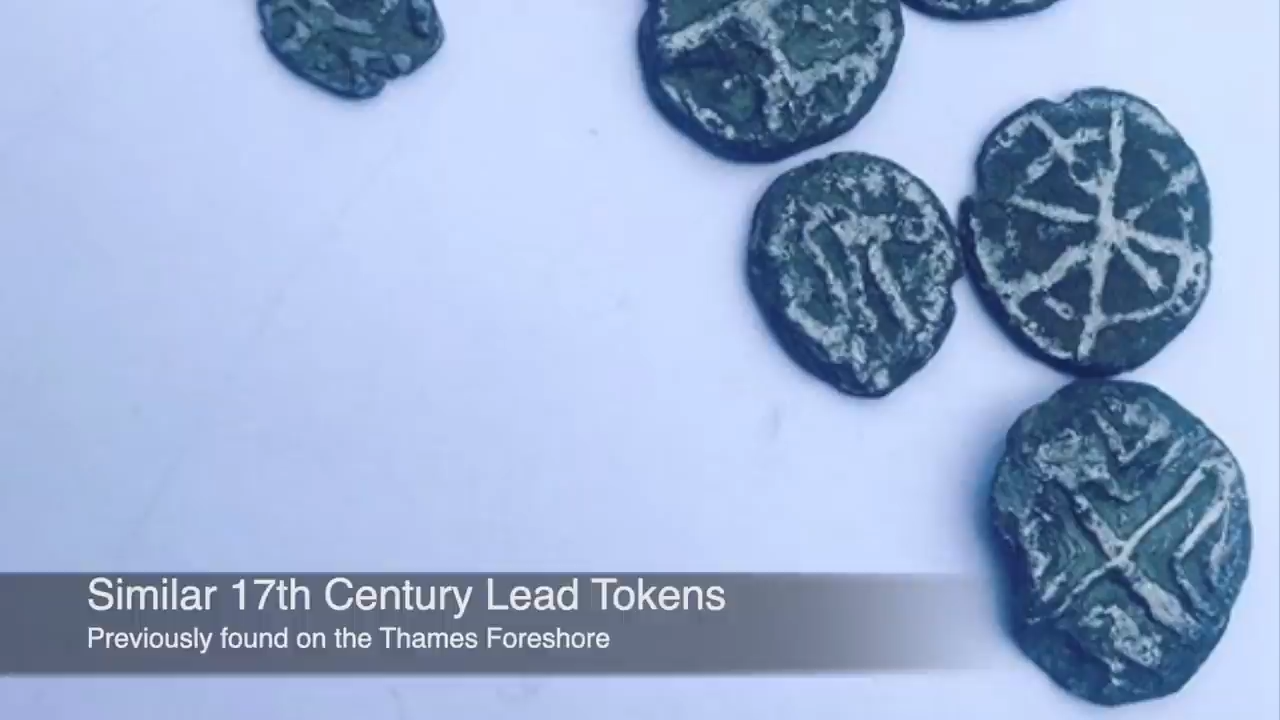 Similar 17th Century Lead Tokens
Previously found on the Thames Foreshore